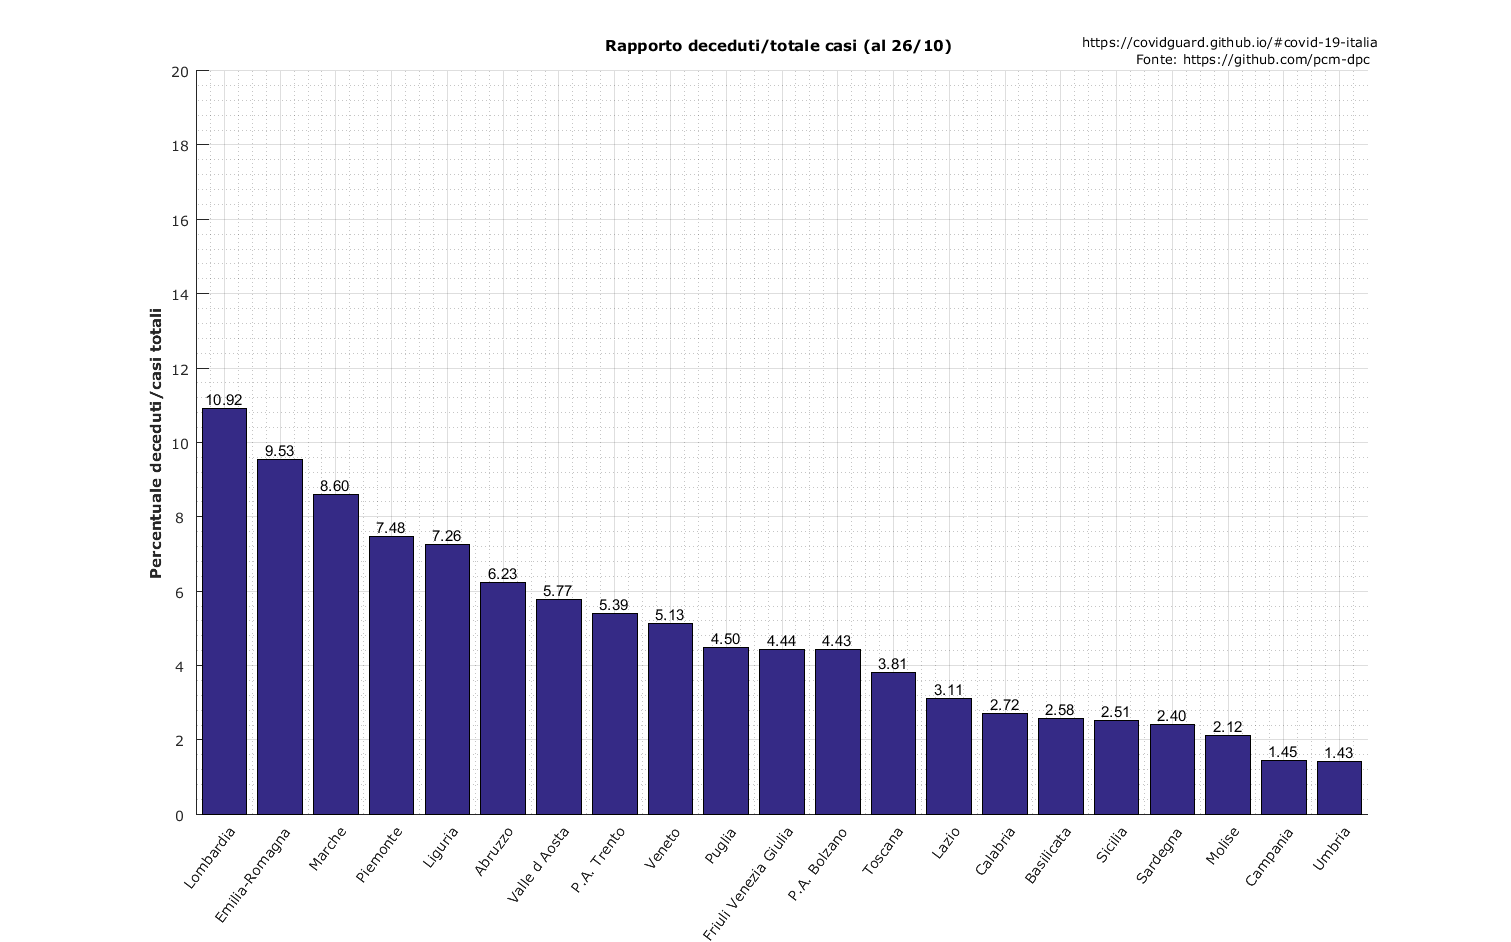 Rapporto deceduti/totale casi (al 26/10)
https://covidguard.github.io/#covid-19-italia
Fonte: https://github.com/pcm-dpc
Percentuale deceduti/casi totali
20
18
16
14
12
10
8
6
4
2
0
10.92
9.53
8.60
7.48
7.26
6.23
5.77
5.39
5.13
4.50
4.44
4.43
3.81
3.11
2.72
2.58
2.51
2.40
2.12
1.45
1.43
Lombardia
Emilia-Romagna
Marche
Piemonte
Liguria
Abruzzo
Valle d Aosta
P.A. Trento
Veneto
Puglia
Friuli Venezia Giulia
P.A. Bolzano
Toscana
Lazio
Calabria
Basilicata
Sicilia
Sardegna
Molise
Campania
Umbria